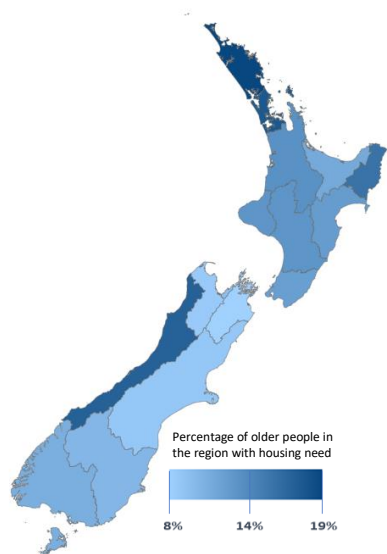 Percentage of older people in
the region with housing need
8% 14% 19%